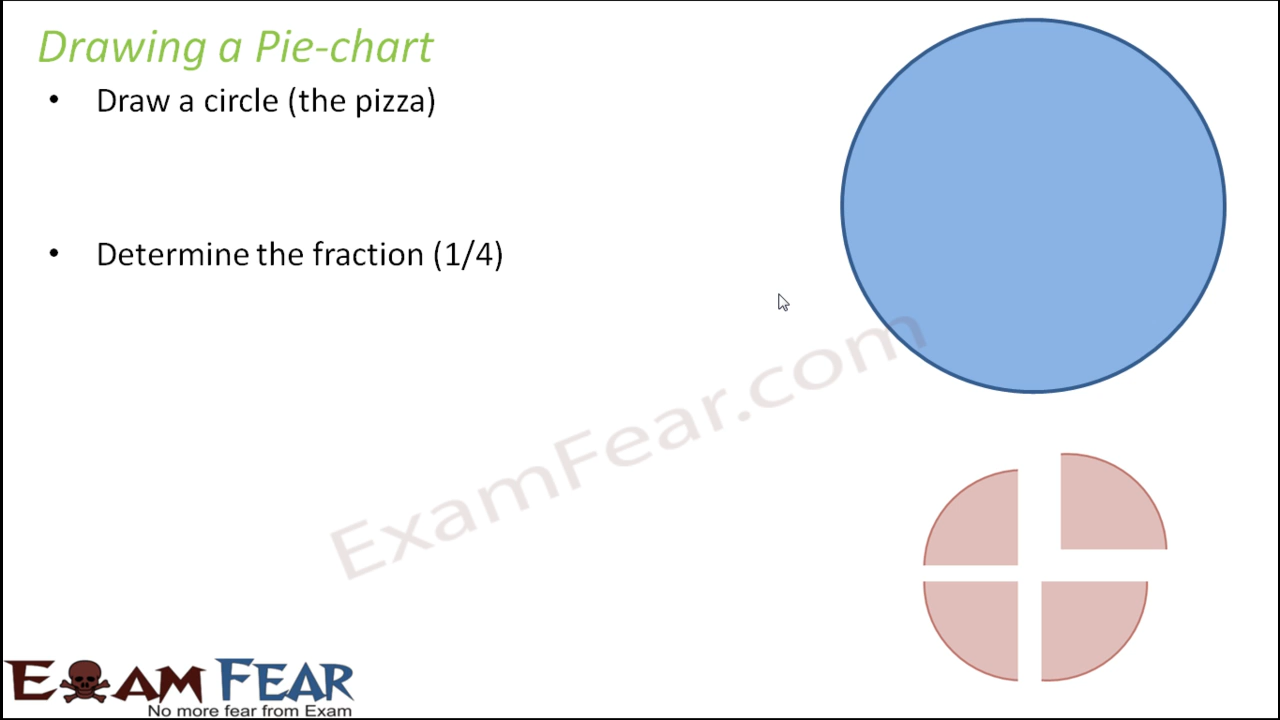 Drawing a Pie-chart
• Draw a circle (the pizza)
• Determine the fraction (1/4)
ExamFear.com
EXAM FEAR
No more fear from Exam